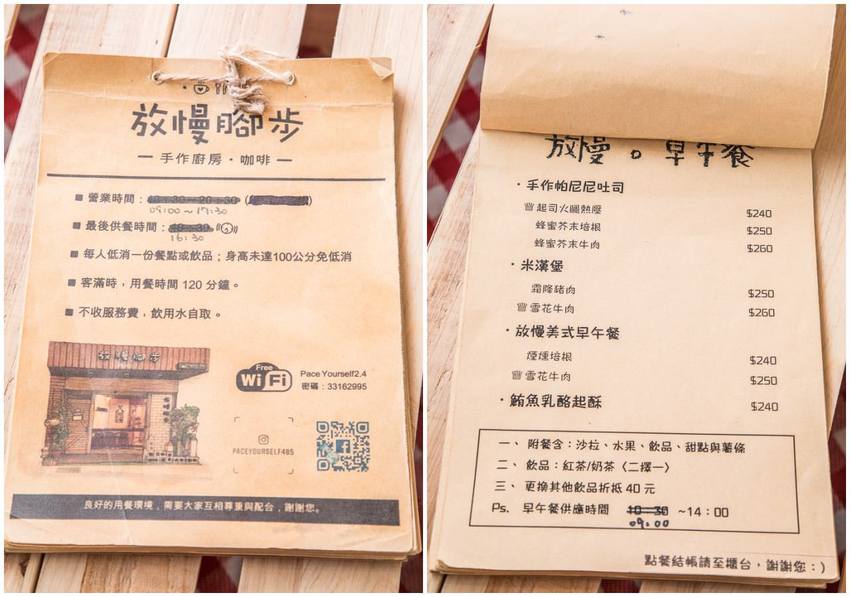 放慢腳步
手作廚房・咖啡
■ 營業時間：
09:00～17:30
■ 最後供餐時間：
16:30
■ 每人低消一份餐點或飲品；身高未達100公分免低消
■ 客滿時，用餐時間 120 分鐘。
■ 不收服務費，飲用水自取。
放慢腳步
Free
WiFi
Pace Yourself2.4
密碼：33162995
PACEYOURSELF485
良好的用餐環境，需要大家互相尊重與配合，謝謝您。
放慢。早午餐
・手作帕尼尼吐司
起司火腿熱壓 $240
蜂蜜芥末培根 $250
蜂蜜芥末牛肉 $260
・米漢堡
霜降豬肉 $250
雪花牛肉 $260
・放慢美式早午餐
煙燻培根 $240
雪花牛肉 $250
・鮪魚乳酪起酥 $240
一、附餐含：沙拉、水果、飲品、甜點與薯條
二、飲品：紅茶/奶茶〈二擇一〉
三、更換其他飲品折抵 40 元
Ps. 早午餐供應時間 10：30 ～14：00
09:00
點餐結帳請至櫃台，謝謝您：)